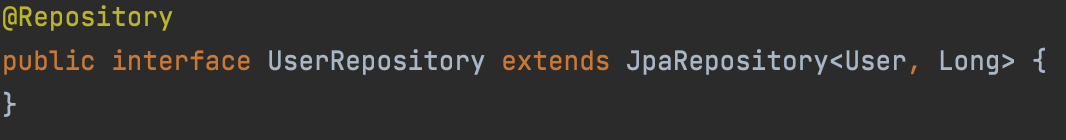 @Repository
public interface UserRepository extends JpaRepository<User, Long> {
}